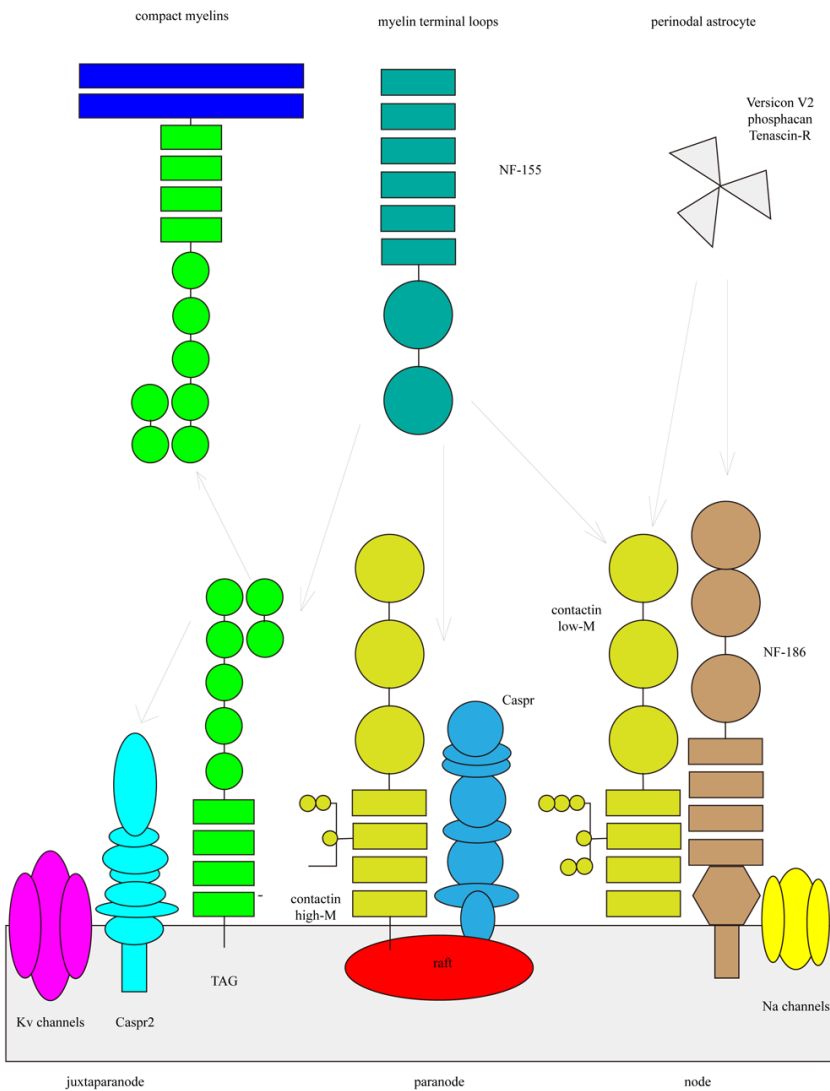 compact myelins
myelin terminal loops
perinodal astrocyte
Versicon V2
phosphacan
Tenascin-R
NF-155
contactin
low-M
NF-186
Caspr
contactin
high-M
raft
TAG
Kv channels
Caspr2
Na channels
juxtaparanode
paranode
node